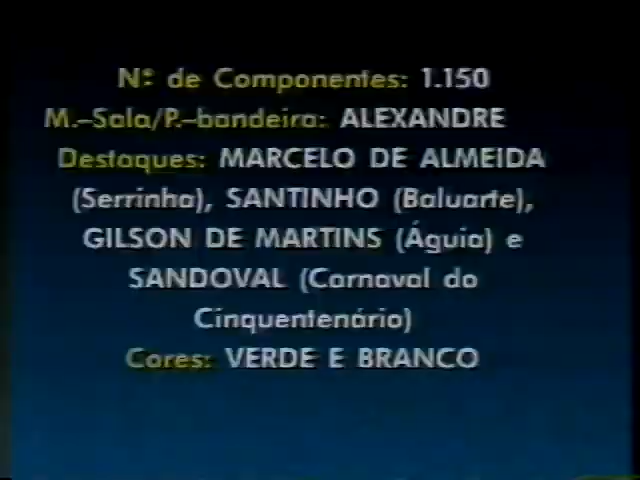 Nº de Componentes: 1.150
M.-Sala/P.-bandeira: ALEXANDRE
Destaques: MARCELO DE ALMEIDA
(Serrinha), SANTINHO (Baluarte),
GILSON DE MARTINS (Águia) e
SANDOVAL (Carnaval do
Cinquentenário)
Cores: VERDE E BRANCO